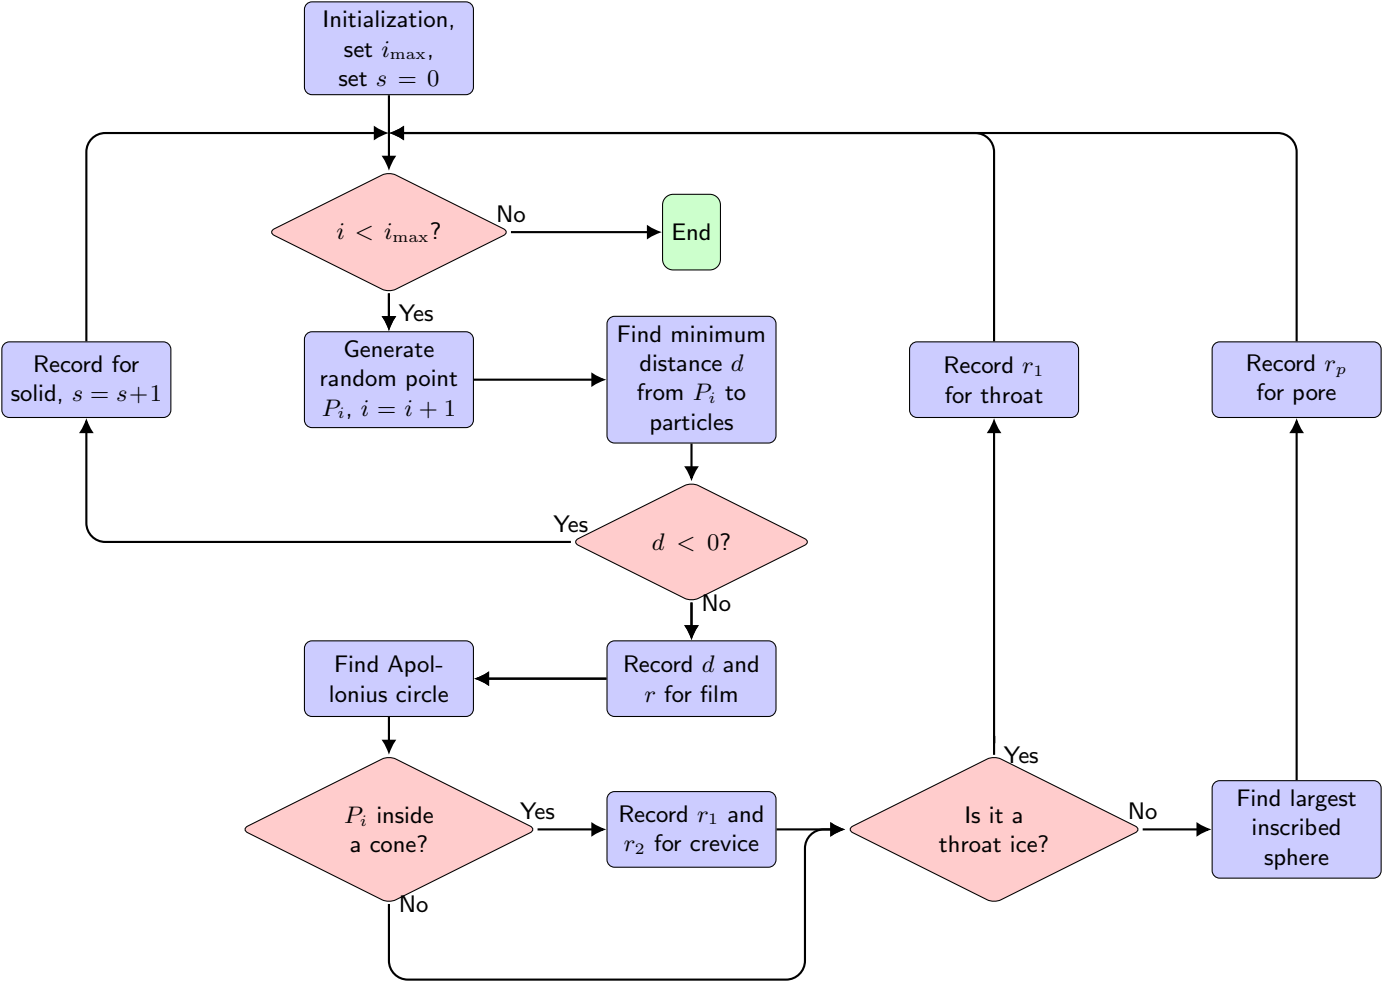 Initialization,
set i_max,
set s = 0
i < i_max?
No
End
Yes
Generate
random point
P_i, i = i + 1
Find minimum
distance d
from P_i to
particles
Record for
solid, s = s+1
Record r_1
for throat
Record r_p
for pore
Yes
d < 0?
No
Find Apol-
lonius circle
Record d and
r for film
P_i inside
a cone?
Yes
No
Record r_1 and
r_2 for crevice
Yes
Is it a
throat ice?
No
Find largest
inscribed
sphere